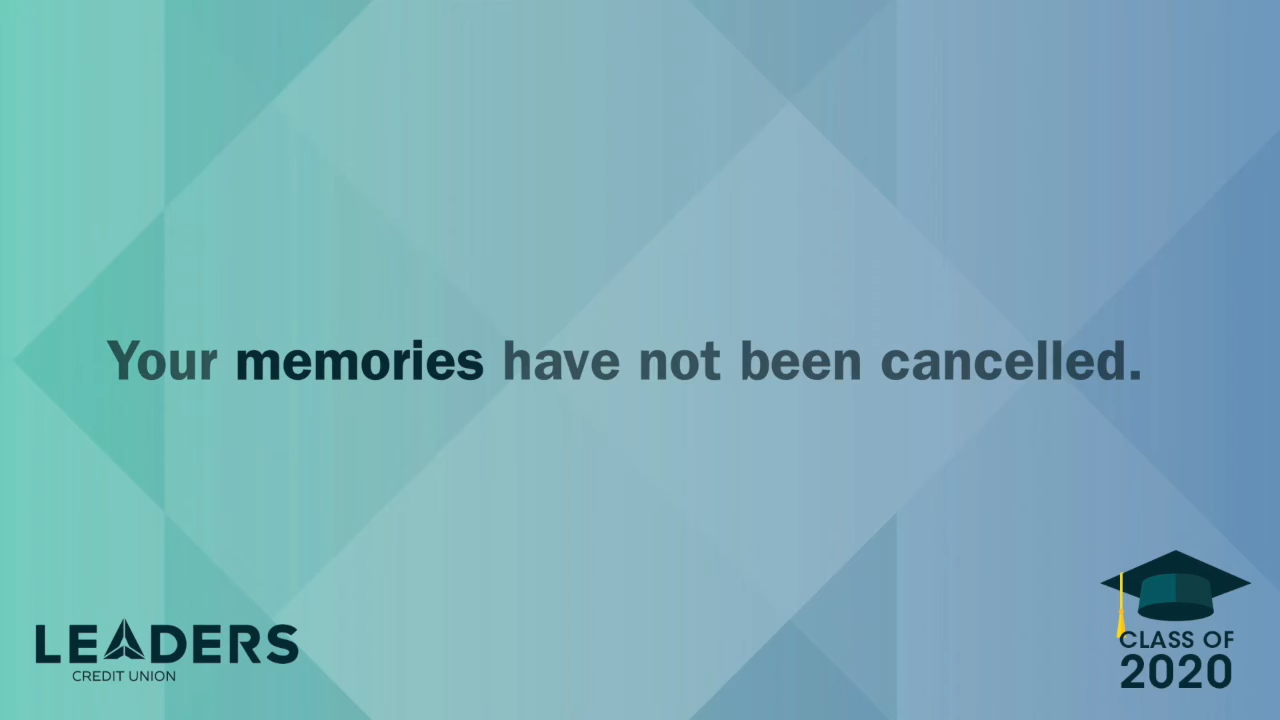 Your memories have not been cancelled.
LEADERS
CREDIT UNION
CLASS OF
2020